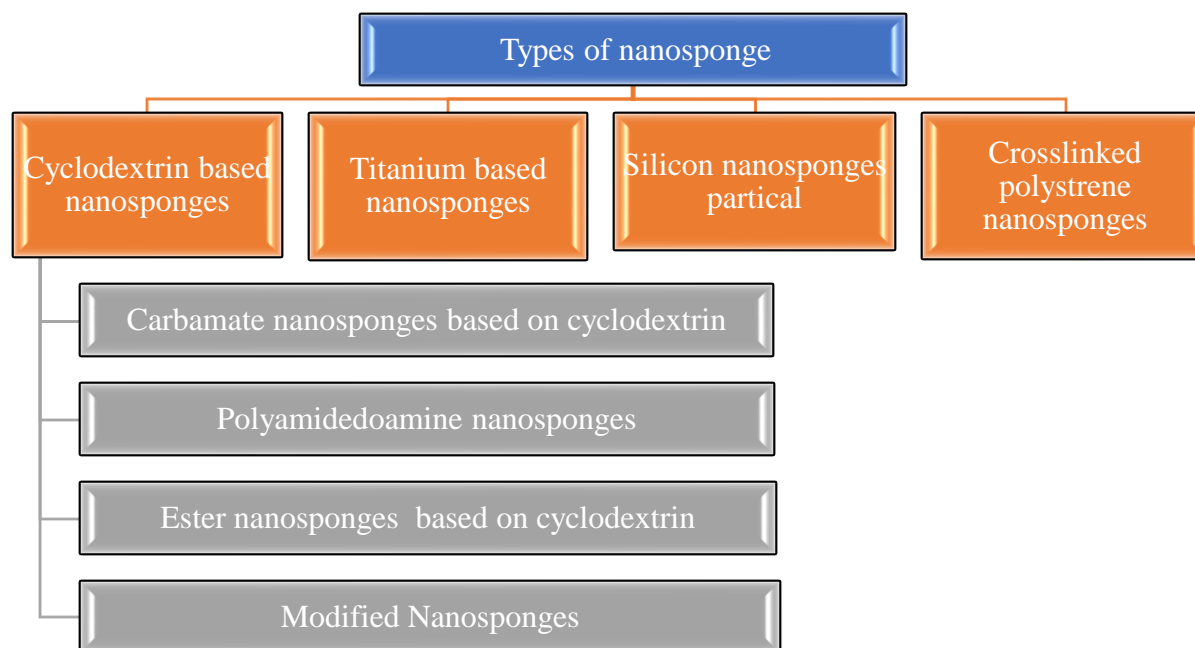 Types of nanosponge
Cyclodextrin based
nanosponges
Titanium based
nanosponges
Silicon nanosponges
partical
Crosslinked
polystrene
nanosponges
Carbamate nanosponges based on cyclodextrin
Polyamidedoamine nanosponges
Ester nanosponges  based on cyclodextrin
Modified Nanosponges